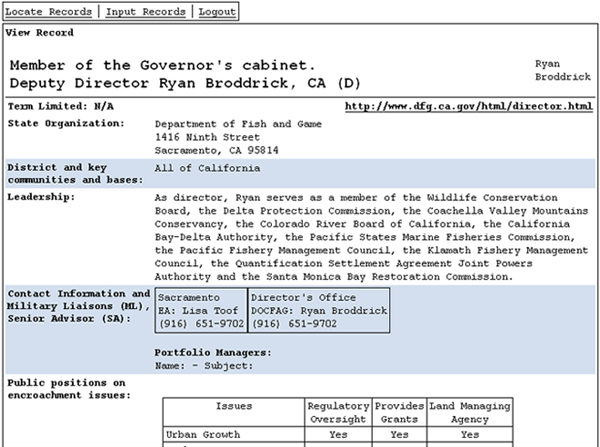 Locate Records | Input Records | Logout
View Record
Member of the Governor's cabinet.
Deputy Director Ryan Broddrick, CA (D)
Ryan
Broddrick
Term Limited: N/A
http://www.dfg.ca.gov/html/director.html
State Organization:
Department of Fish and Game
1416 Ninth Street
Sacramento, CA 95814
District and key
communities and bases:
All of California
Leadership:
As director, Ryan serves as a member of the Wildlife Conservation
Board, the Delta Protection Commission, the Coachella Valley Mountains
Conservancy, the Colorado River Board of California, the California
Bay-Delta Authority, the Pacific States Marine Fisheries Commission,
the Pacific Fishery Management Council, the Klamath Fishery Management
Council, the Quantification Settlement Agreement Joint Powers
Authority and the Santa Monica Bay Restoration Commission.
Contact Information and
Military Liaisons (ML),
Senior Advisor (SA):
Sacramento
EA: Lisa Toof
(916) 651-9702
Director's Office
DOCFAG: Ryan Broddrick
(916) 651-9702
Portfolio Managers:
Name: - Subject:
Public positions on
encroachment issues:
Issues
Regulatory
Oversight
Provides
Grants
Land Managing
Agency
Urban Growth
Yes
Yes
Yes